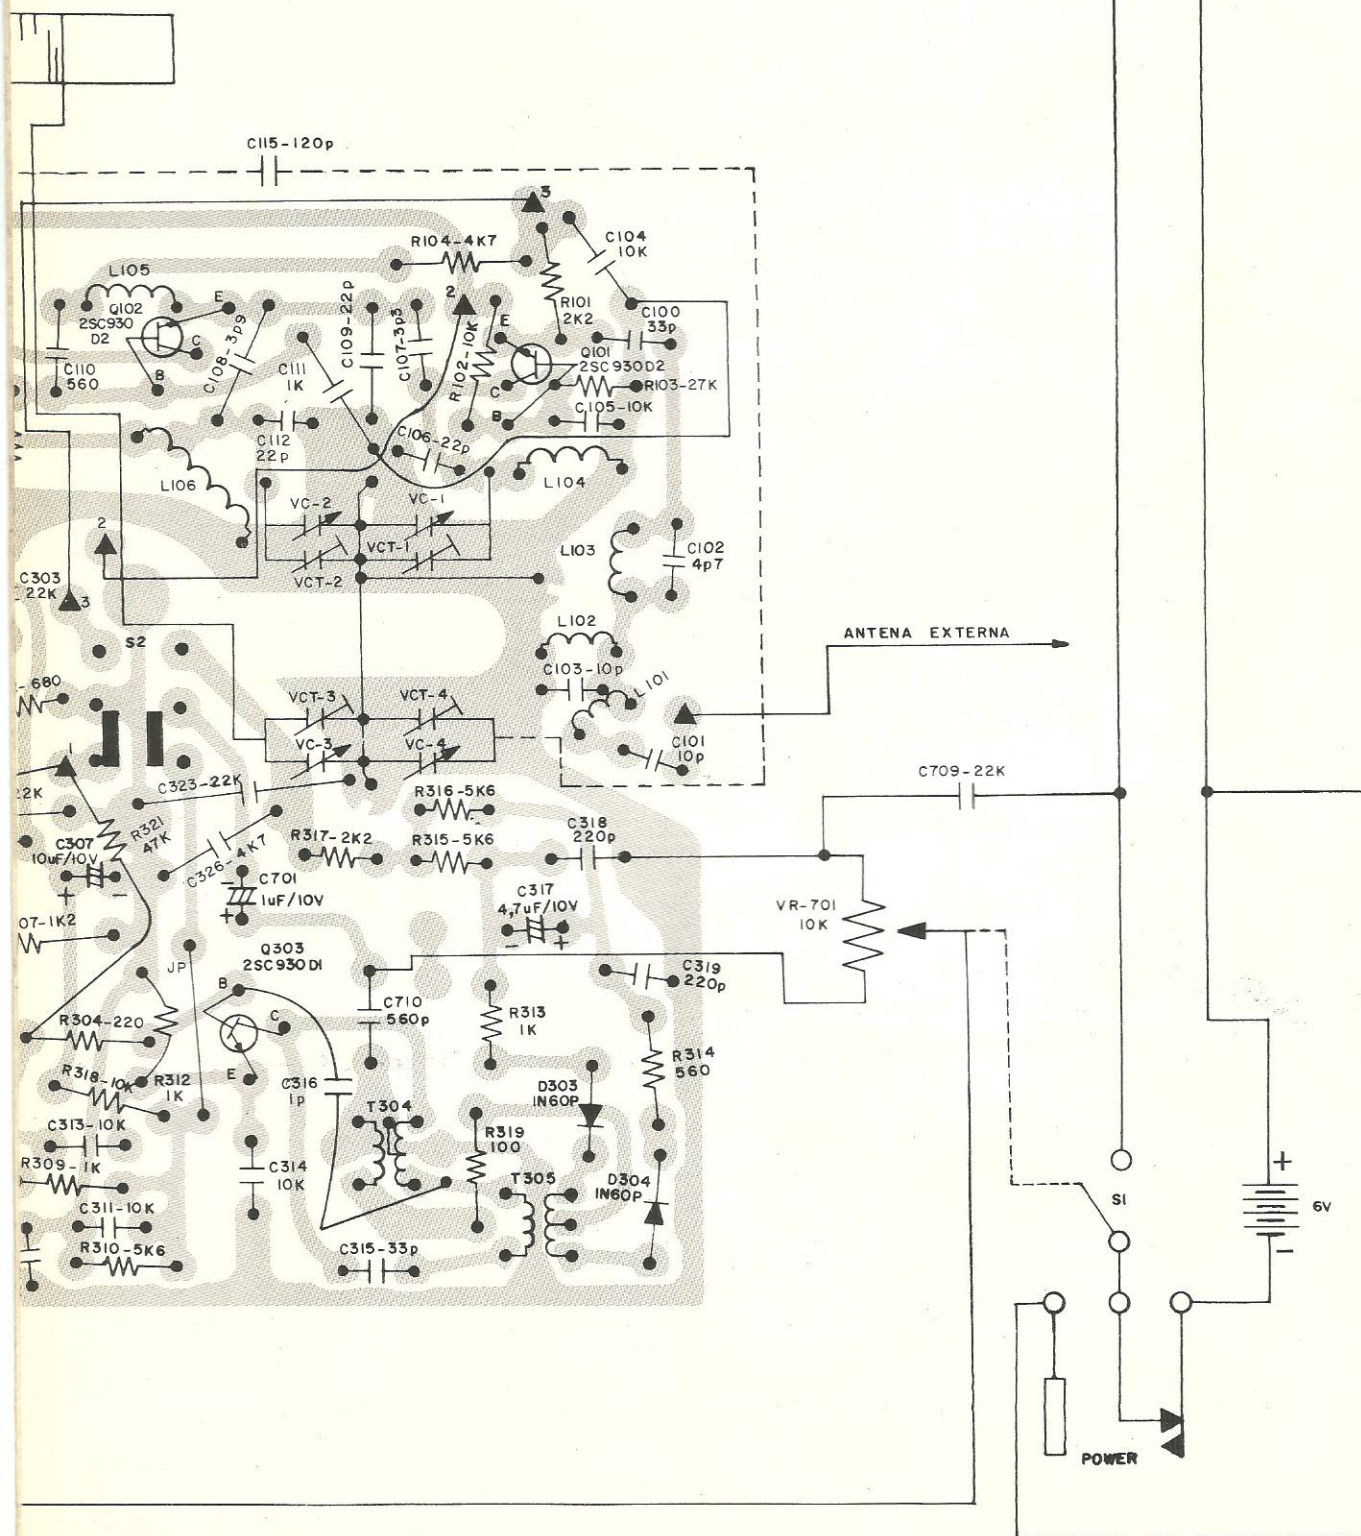 C115-120p
3
R104-4K7
C104
10K
L105
E
Q102
2SC930
D2
C
B
C110
560
C108-3p9
C111
1K
C109-22p
C107-3p3
2
R102-10K
E
R101
2K2
C100
33p
Q101
2SC930D2
R103-27K
C
B
C105-10K
C112
22p
C106-22p
L106
L104
VC-2
VC-1
VCT-1
VCT-2
2
L103
C102
4p7
C303
22K
3
S2
L102
C103-10p
L101
ANTENA EXTERNA
-680
VCT-3
VCT-4
VC-3
VC-4
C101
10p
1
22K
C323-22K
R316-5K6
C709-22K
R321
47K
C307
10uF/10V
+ -
C326-4K7
R317-2K2
R315-5K6
C318
220p
-
C701
1uF/10V
+
C317
4,7uF/10V
- +
VR-701
10K
07-1K2
JP
Q303
2SC930D1
B
C
E
C319
220p
C710
560p
R313
1K
R304-220
R314
560
R318-10K
R312
1K
C316
1p
D303
1N60P
T304
C313-10K
R319
100
R309-1K
C314
10K
T305
D304
1N60P
C311-10K
R310-5K6
C315-33p
S1
+
6V
-
POWER